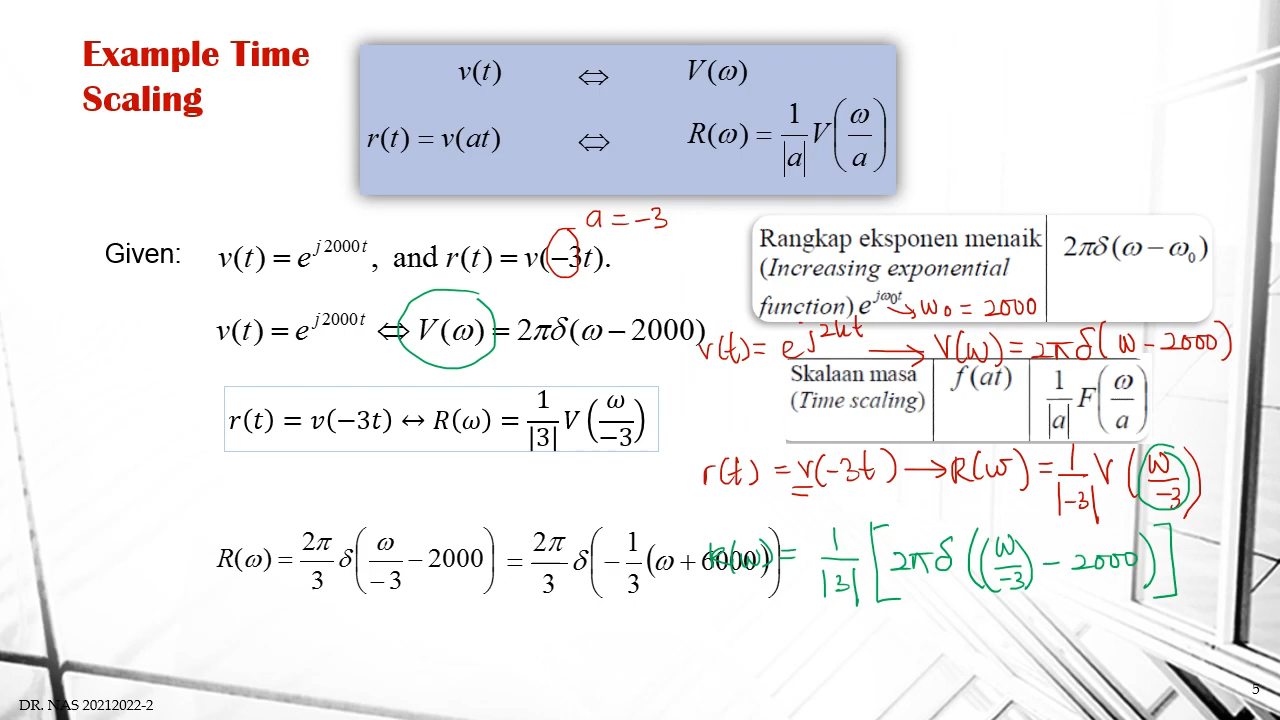 Example Time
Scaling
v(t) ⇔ V(ω)
r(t) = v(at) ⇔ R(ω) = 1/|a| V(ω/a)
a = -3
Given: v(t) = e^{j2000t}, and r(t) = v(−3t).
v(t) = e^{j2000t} ⇔ V(ω) = 2πδ(ω − 2000)
r(t) = v(−3t) ↔ R(ω) = 1/|3| V(ω/−3)
R(ω) = 2π/3 δ(ω/−3 − 2000) = 2π/3 δ(−1/3 (ω + 6000))
Rangkap eksponen menaik
(Increasing exponential
function) e^{jω₀t}
2πδ(ω − ω₀)
→ ω₀ = 2000
v(t) = e^{j2kt} → V(ω) = 2πδ(ω − 2000)
Skalaan masa
(Time scaling)
f(at)
1/|a| F(ω/a)
r(t) = v(-3t) → R(ω) = 1/|-3| V(ω/-3)
R(ω) = 1/|3| [2πδ((ω/-3) − 2000)]
5
DR. NAS 20212022-2